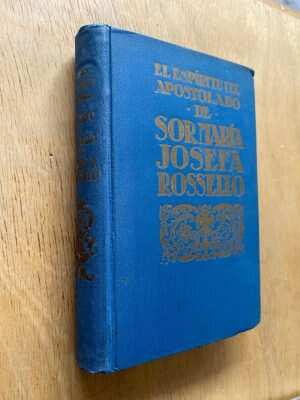 EL ESPÍRITU DEL
APOSTOLADO
- DE -
SOR MARÍA
JOSEFA
ROSSELLO